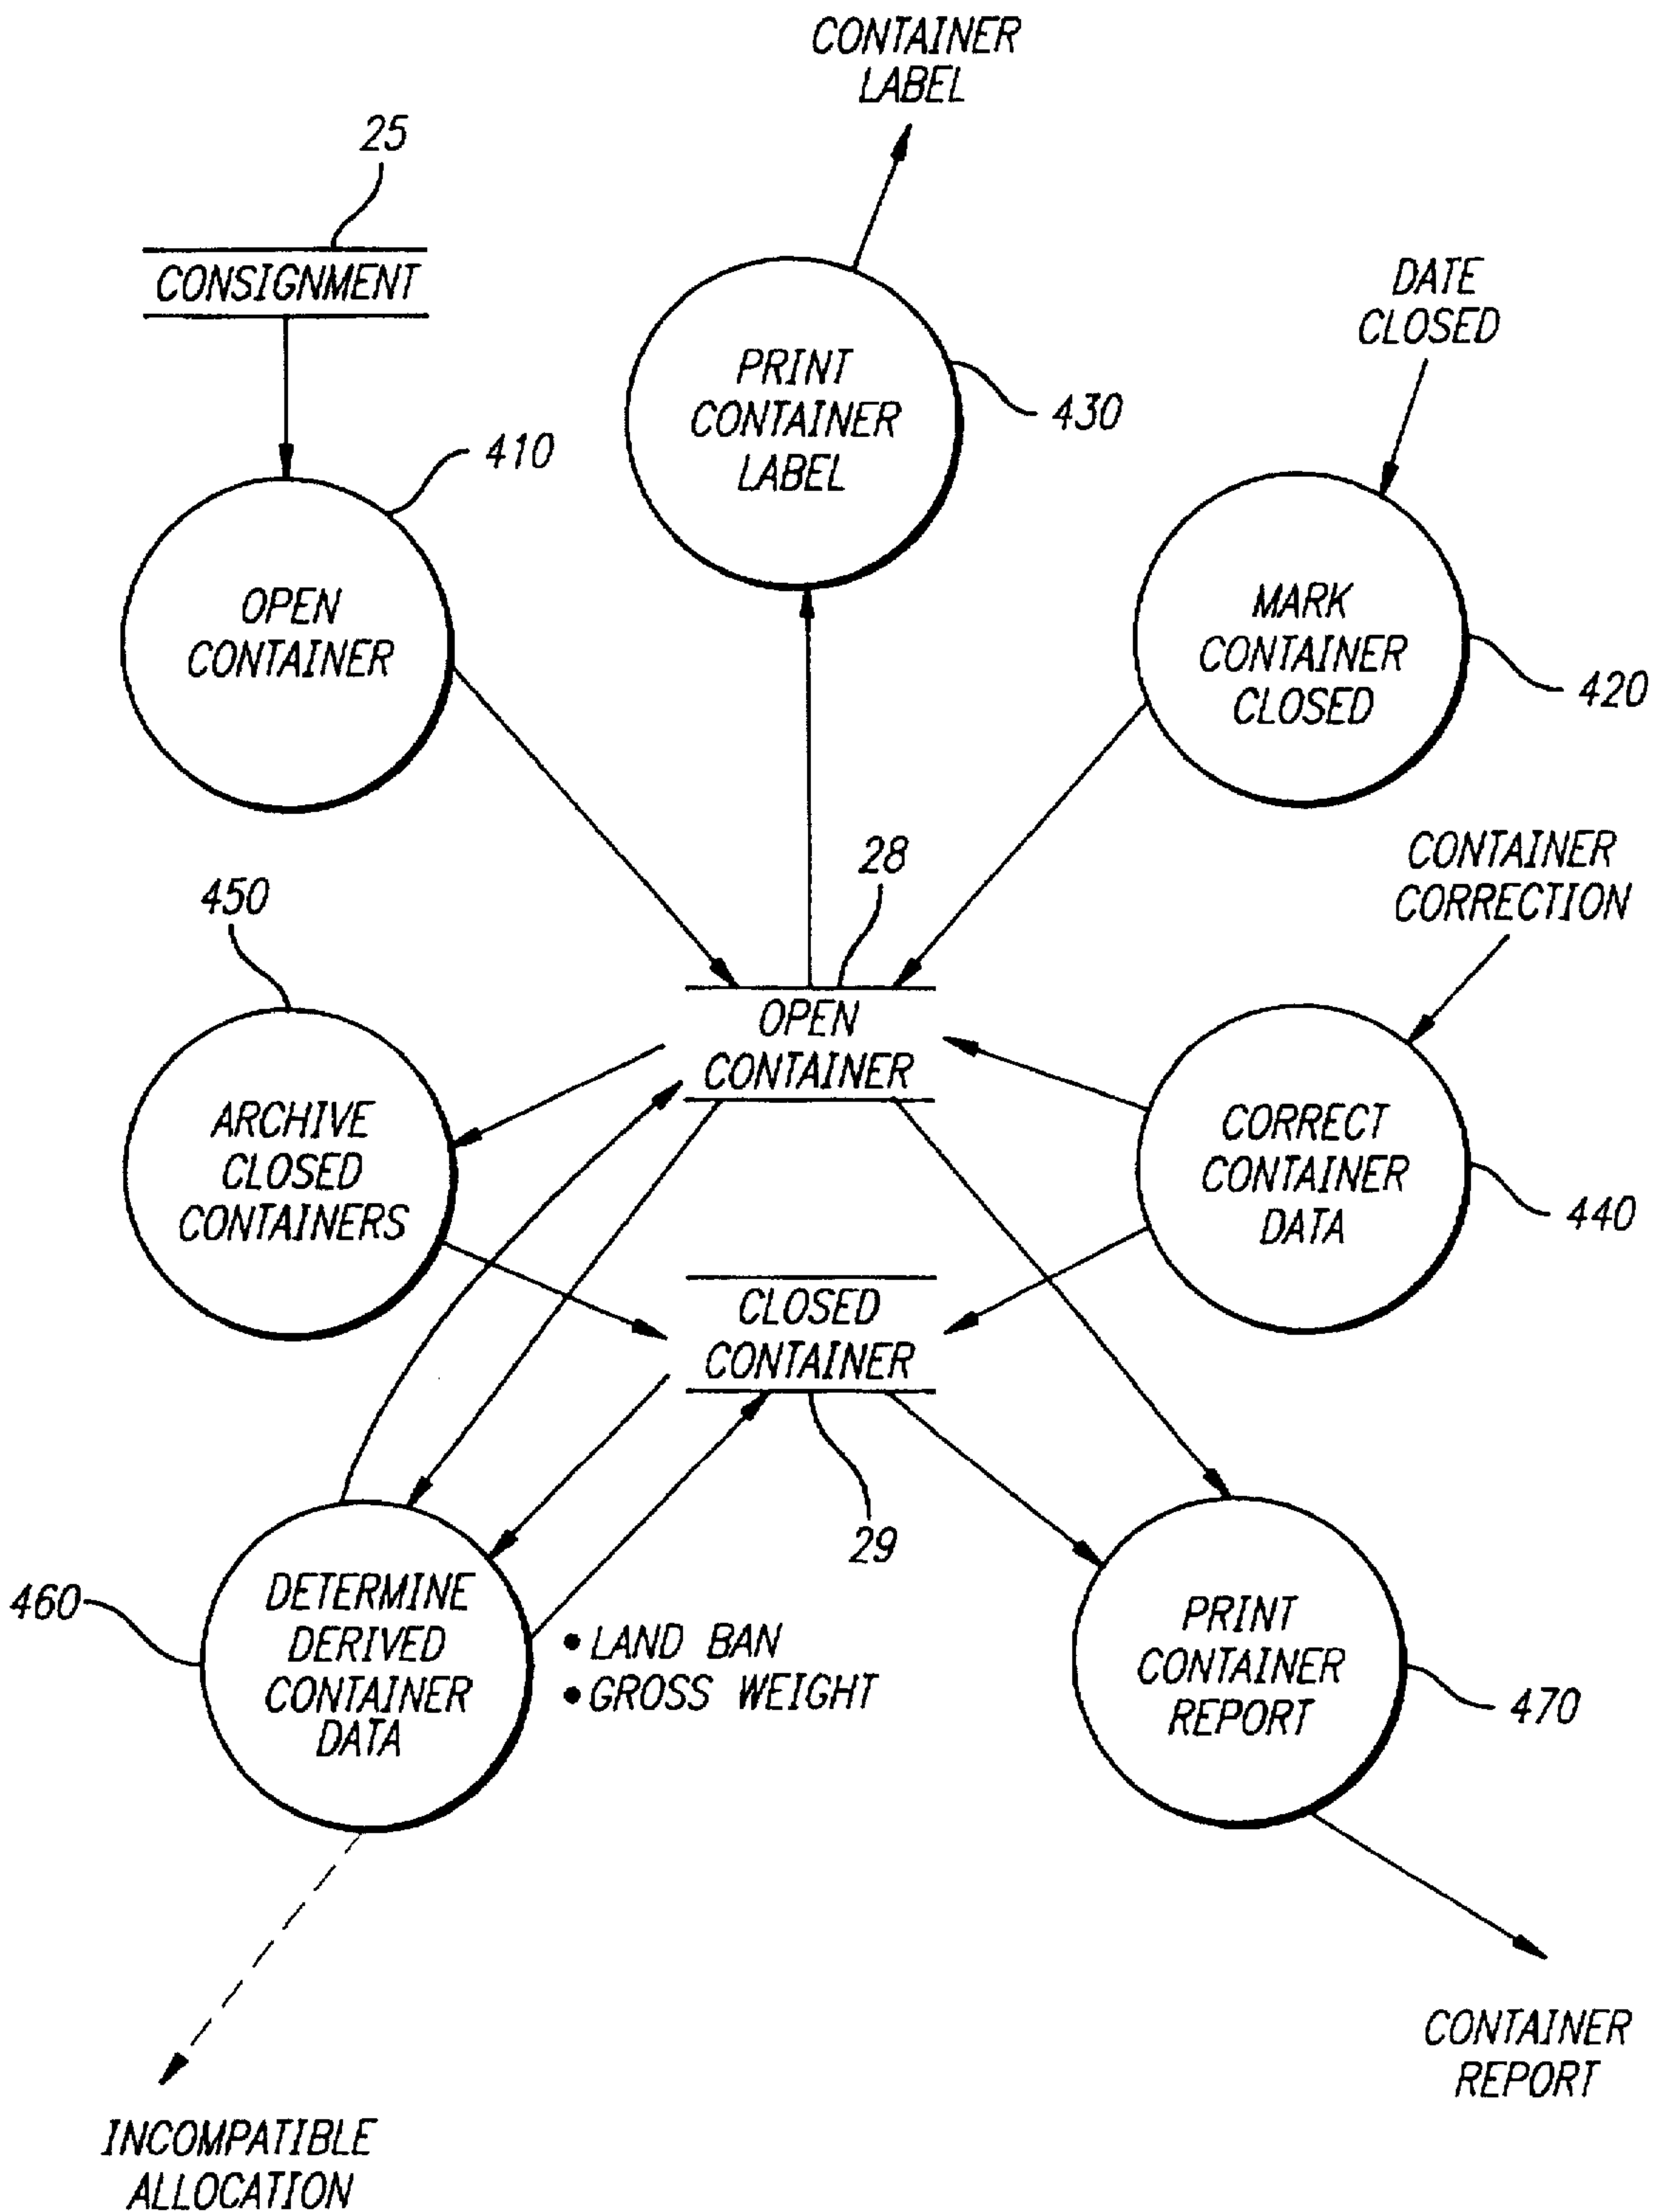 CONTAINER
LABEL
25
CONSIGNMENT
DATE
CLOSED
PRINT
CONTAINER
LABEL
430
410
OPEN
CONTAINER
MARK
CONTAINER
CLOSED
420
28
CONTAINER
CORRECTION
450
OPEN
CONTAINER
ARCHIVE
CLOSED
CONTAINERS
CORRECT
CONTAINER
DATA
440
CLOSED
CONTAINER
29
460
DETERMINE
DERIVED
CONTAINER
DATA
• LAND BAN
• GROSS WEIGHT
PRINT
CONTAINER
REPORT
470
CONTAINER
REPORT
INCOMPATIBLE
ALLOCATION